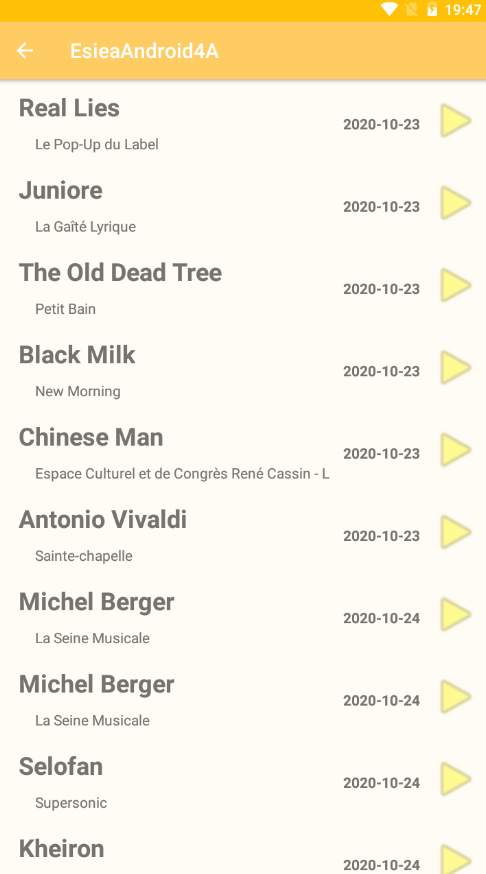 19:47
EsieaAndroid4A
Real Lies
2020-10-23
Le Pop-Up du Label
Juniore
2020-10-23
La Gaîté Lyrique
The Old Dead Tree
2020-10-23
Petit Bain
Black Milk
2020-10-23
New Morning
Chinese Man
2020-10-23
Espace Culturel et de Congrès René Cassin - L
Antonio Vivaldi
2020-10-23
Sainte-chapelle
Michel Berger
2020-10-24
La Seine Musicale
Michel Berger
2020-10-24
La Seine Musicale
Selofan
2020-10-24
Supersonic
Kheiron
2020-10-24